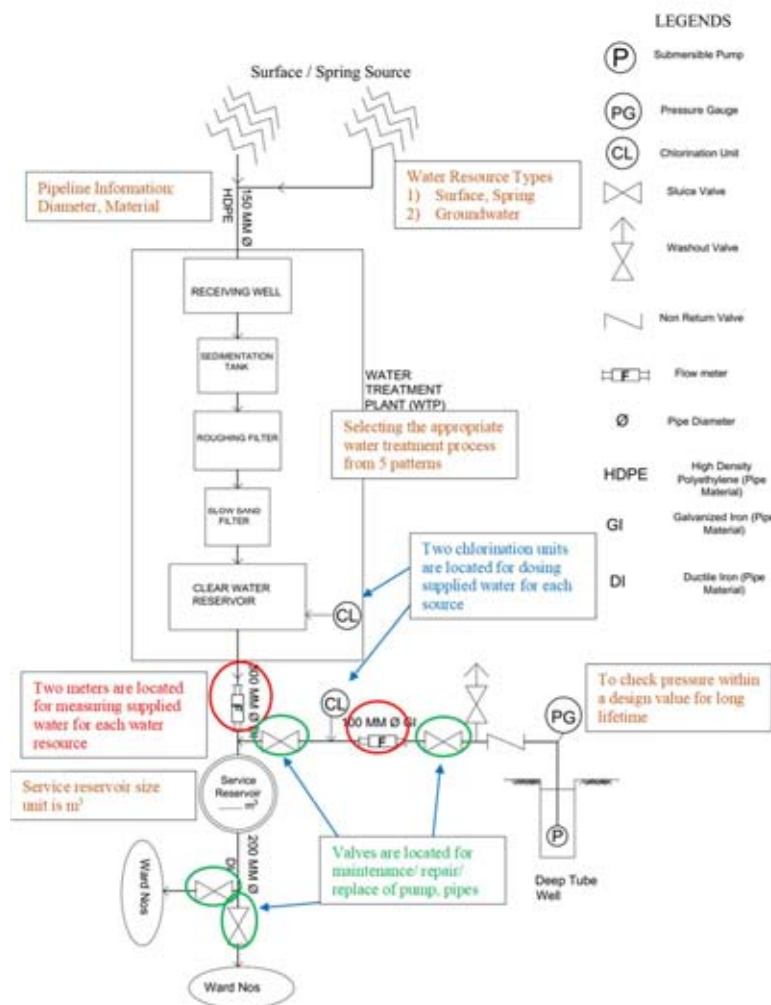 LEGENDS
P
Submersible Pump
PG
Pressure Gauge
CL
Chlorination Unit
Sluice Valve
Washout Valve
Non Return Valve
F
Flow meter
Ø
Pipe Diameter
HDPE
High Density
Polyethylene (Pipe
Material)
GI
Galvanized Iron (Pipe
Material)
DI
Ductile Iron (Pipe
Material)
Surface / Spring Source
Pipeline Information:
Diameter, Material
150 MM Ø
HDPE
Water Resource Types
1) Surface, Spring
2) Groundwater
RECEIVING WELL
SEDIMENTATION
TANK
ROUGHING FILTER
SLOW SAND
FILTER
CLEAR WATER
RESERVOIR
CL
WATER
TREATMENT
PLANT (WTP)
Selecting the appropriate
water treatment process
from 5 patterns
Two chlorination units
are located for dosing
supplied water for each
source
Two meters are located
for measuring supplied
water for each water
resource
F
MM Ø
CL
100 MM Ø GI
F
To check pressure within
a design value for long
lifetime
PG
P
Deep Tube
Well
Service reservoir size
unit is m³
Service
Reservoir
____ m³
200 MM Ø
Valves are located for
maintenance/ repair/
replace of pump, pipes
Ward Nos
Ward Nos